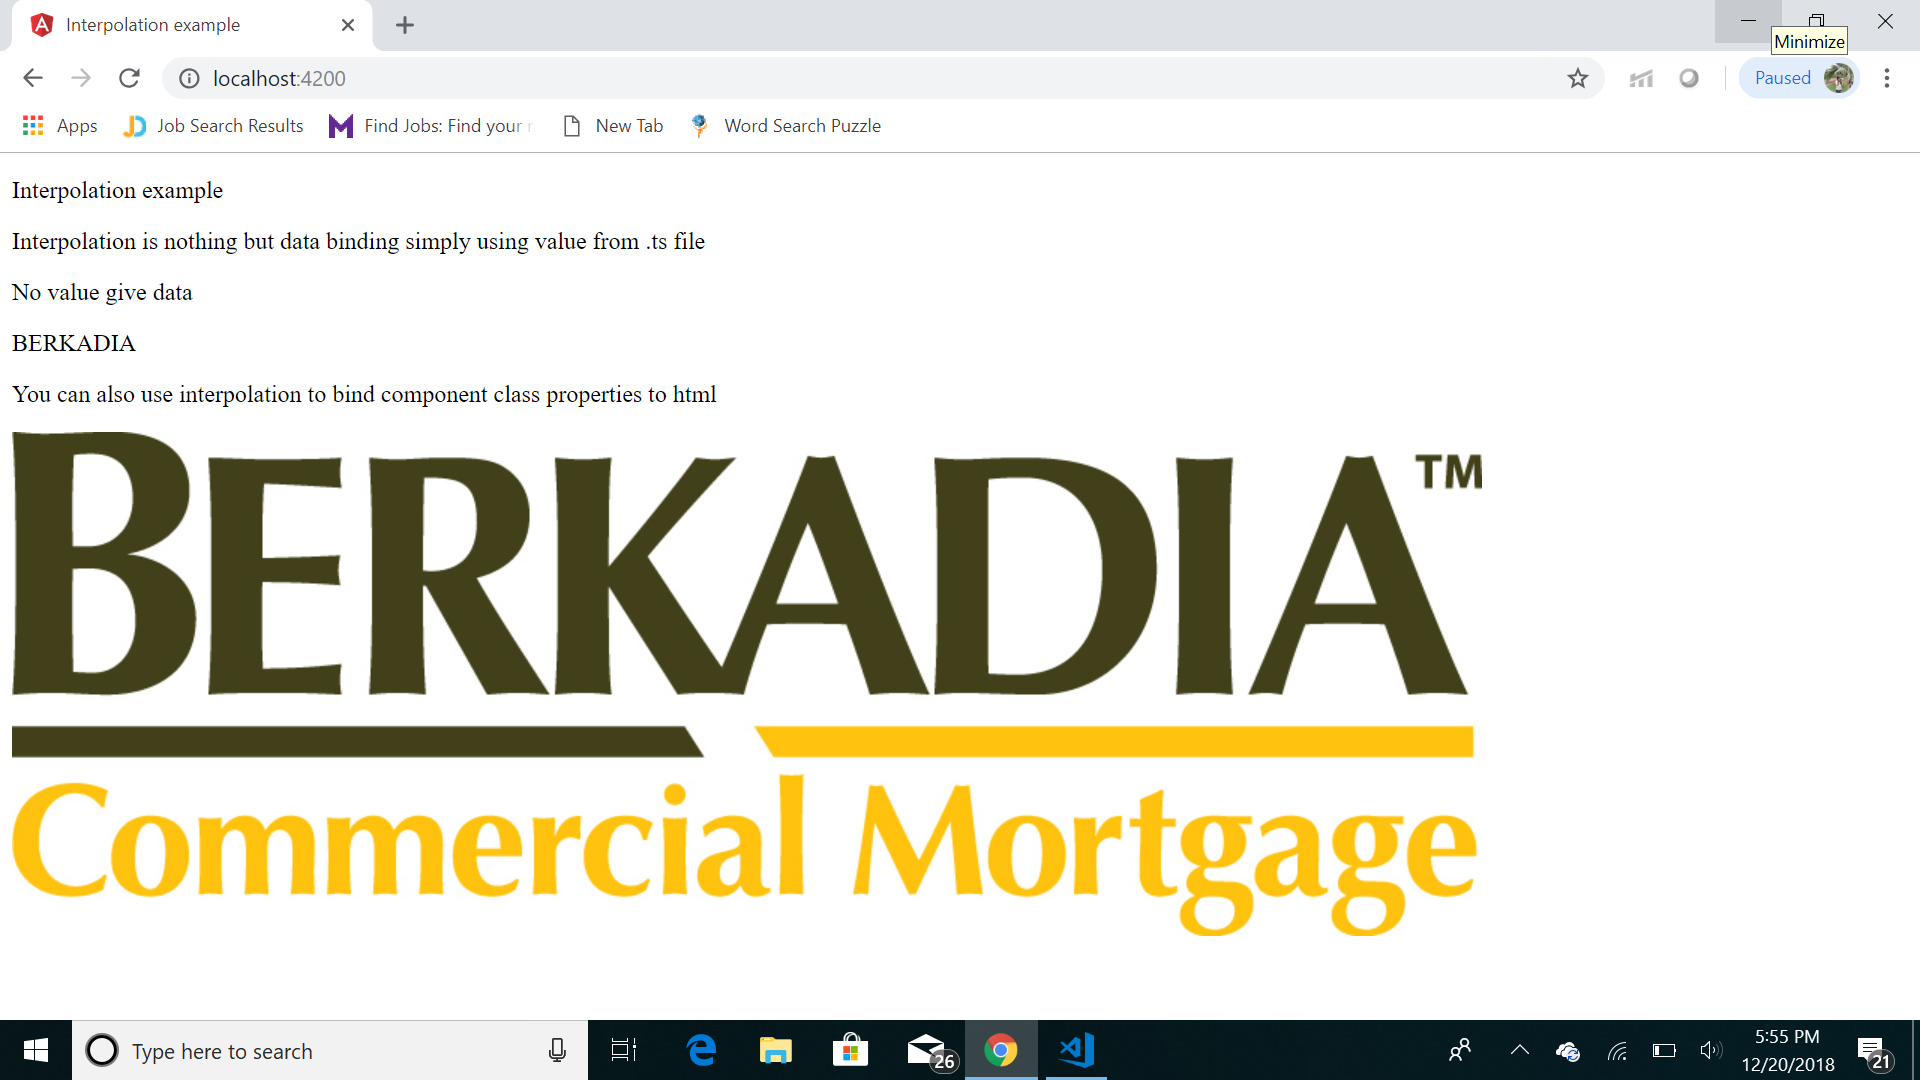 Interpolation example
Minimize
localhost:4200
Paused
Apps
Job Search Results
Find Jobs: Find your
New Tab
Word Search Puzzle
Interpolation example
Interpolation is nothing but data binding simply using value from .ts file
No value give data
BERKADIA
You can also use interpolation to bind component class properties to html
BERKADIA™
Commercial Mortgage
Type here to search
26
5:55 PM
12/20/2018
21